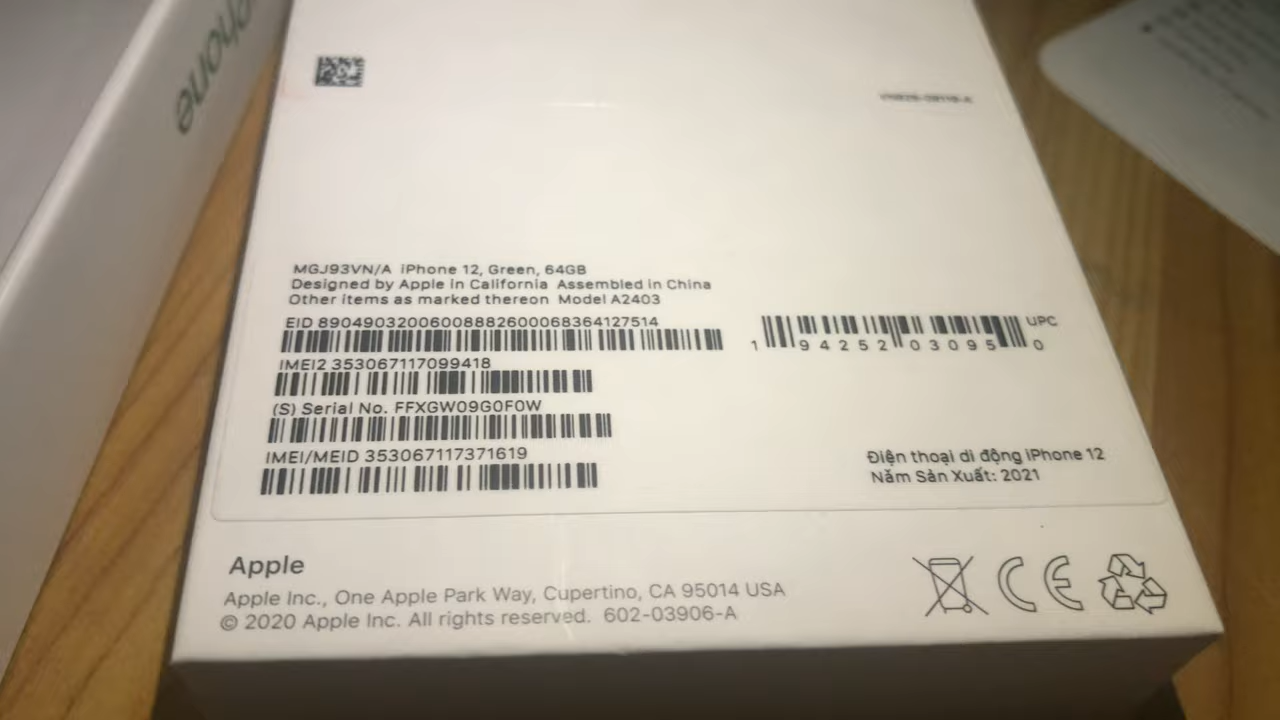 iPhone
MGJ93VN/A iPhone 12, Green, 64GB
Designed by Apple in California Assembled in China
Other items as marked thereon Model A2403
EID 89049032006008882600068364127514
UPC
1 94252 03095 0
IMEI2 353067117099418
(S) Serial No. FFXGW09G0F0W
IMEI/MEID 353067117371619
Điện thoại di động iPhone 12
Năm Sản Xuất: 2021
Apple
Apple Inc., One Apple Park Way, Cupertino, CA 95014 USA
© 2020 Apple Inc. All rights reserved. 602-03906-A
CE